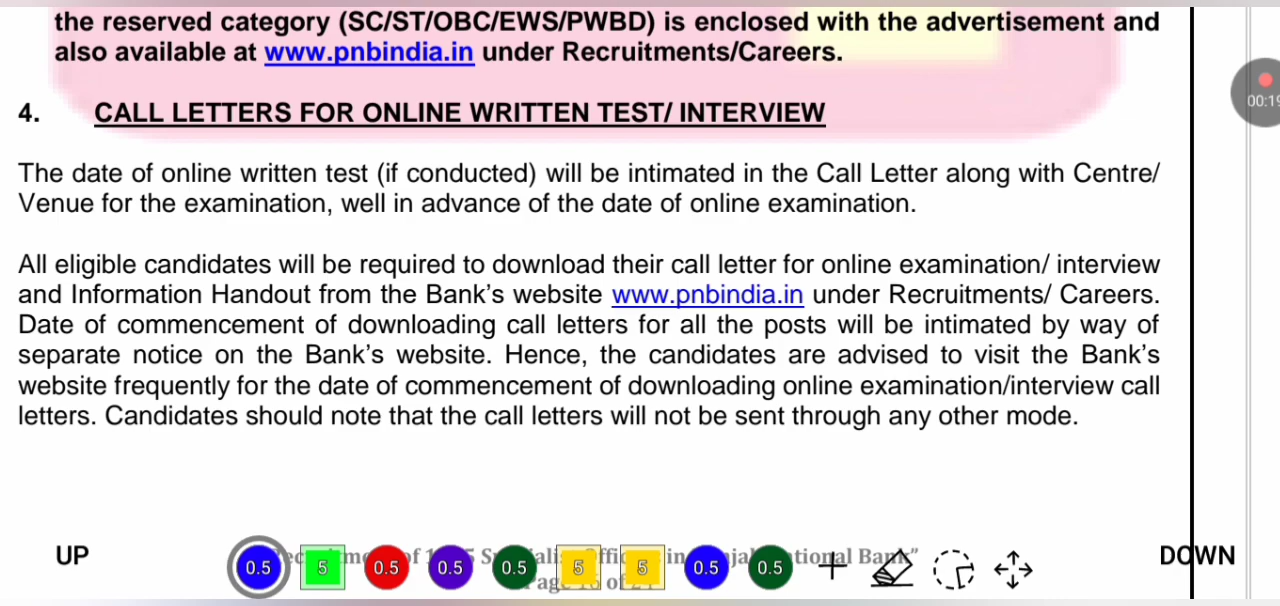 the reserved category (SC/ST/OBC/EWS/PWBD) is enclosed with the advertisement and
also available at www.pnbindia.in under Recruitments/Careers.
4. CALL LETTERS FOR ONLINE WRITTEN TEST/ INTERVIEW
The date of online written test (if conducted) will be intimated in the Call Letter along with Centre/
Venue for the examination, well in advance of the date of online examination.
All eligible candidates will be required to download their call letter for online examination/ interview
and Information Handout from the Bank's website www.pnbindia.in under Recruitments/ Careers.
Date of commencement of downloading call letters for all the posts will be intimated by way of
separate notice on the Bank's website. Hence, the candidates are advised to visit the Bank's
website frequently for the date of commencement of downloading online examination/interview call
letters. Candidates should note that the call letters will not be sent through any other mode.
00:19
UP 0.5 5 0.5 0.5 0.5 5 5 0.5 0.5 DOWN
of in
of